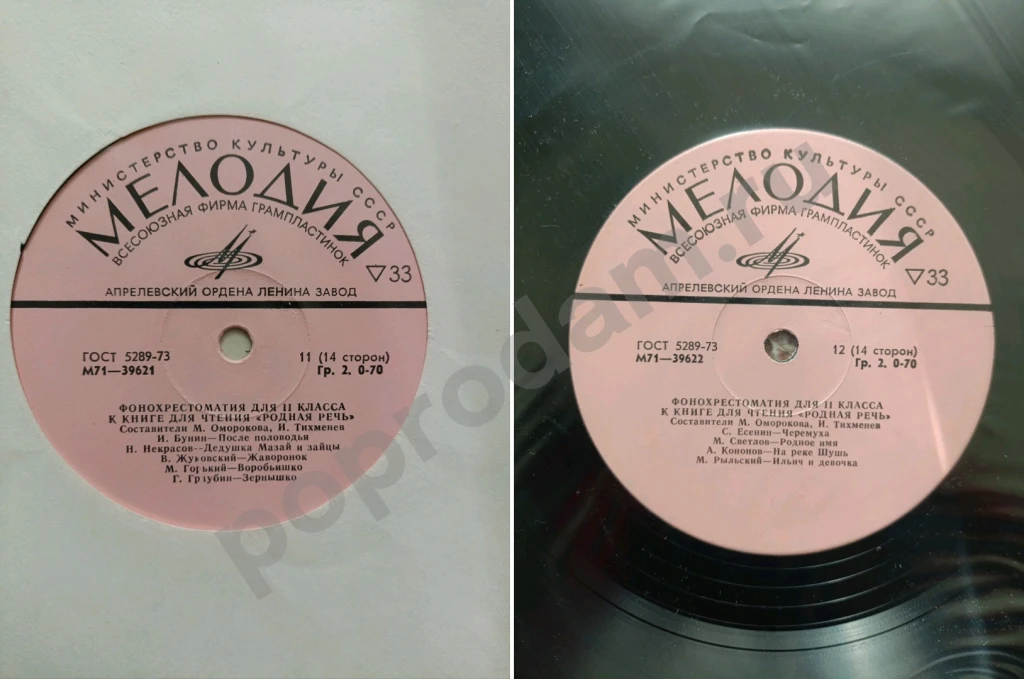 МИНИСТЕРСТВО КУЛЬТУРЫ СССР
МЕЛОДИЯ
ВСЕСОЮЗНАЯ ФИРМА ГРАМПЛАСТИНОК
▽33
АПРЕЛЕВСКИЙ ОРДЕНА ЛЕНИНА ЗАВОД
ГОСТ 5289-73
М71—39621
11 (14 сторон)
Гр. 2. 0-70
ФОНОХРЕСТОМАТИЯ ДЛЯ II КЛАССА
К КНИГЕ ДЛЯ ЧТЕНИЯ «РОДНАЯ РЕЧЬ»
Составители М. Оморокова, И. Тихменев
И. Бунин—После половодья
Н. Некрасов—Дедушка Мазай и зайцы
В. Жуковский—Жаворонок
М. Горький—Воробьишко
Г. Грубин—Зернышко
МИНИСТЕРСТВО КУЛЬТУРЫ СССР
МЕЛОДИЯ
ВСЕСОЮЗНАЯ ФИРМА ГРАМПЛАСТИНОК
▽33
АПРЕЛЕВСКИЙ ОРДЕНА ЛЕНИНА ЗАВОД
ГОСТ 5289-73
М71—39622
12 (14 сторон)
Гр. 2. 0-70
ФОНОХРЕСТОМАТИЯ ДЛЯ II КЛАССА
К КНИГЕ ДЛЯ ЧТЕНИЯ «РОДНАЯ РЕЧЬ»
Составители М. Оморокова, И. Тихменев
С. Есенин—Черемуха
М. Светлов—Родное имя
А. Кононов—На реке Шушь
М. Рыльский—Ильич и девочка
poprodam.ru